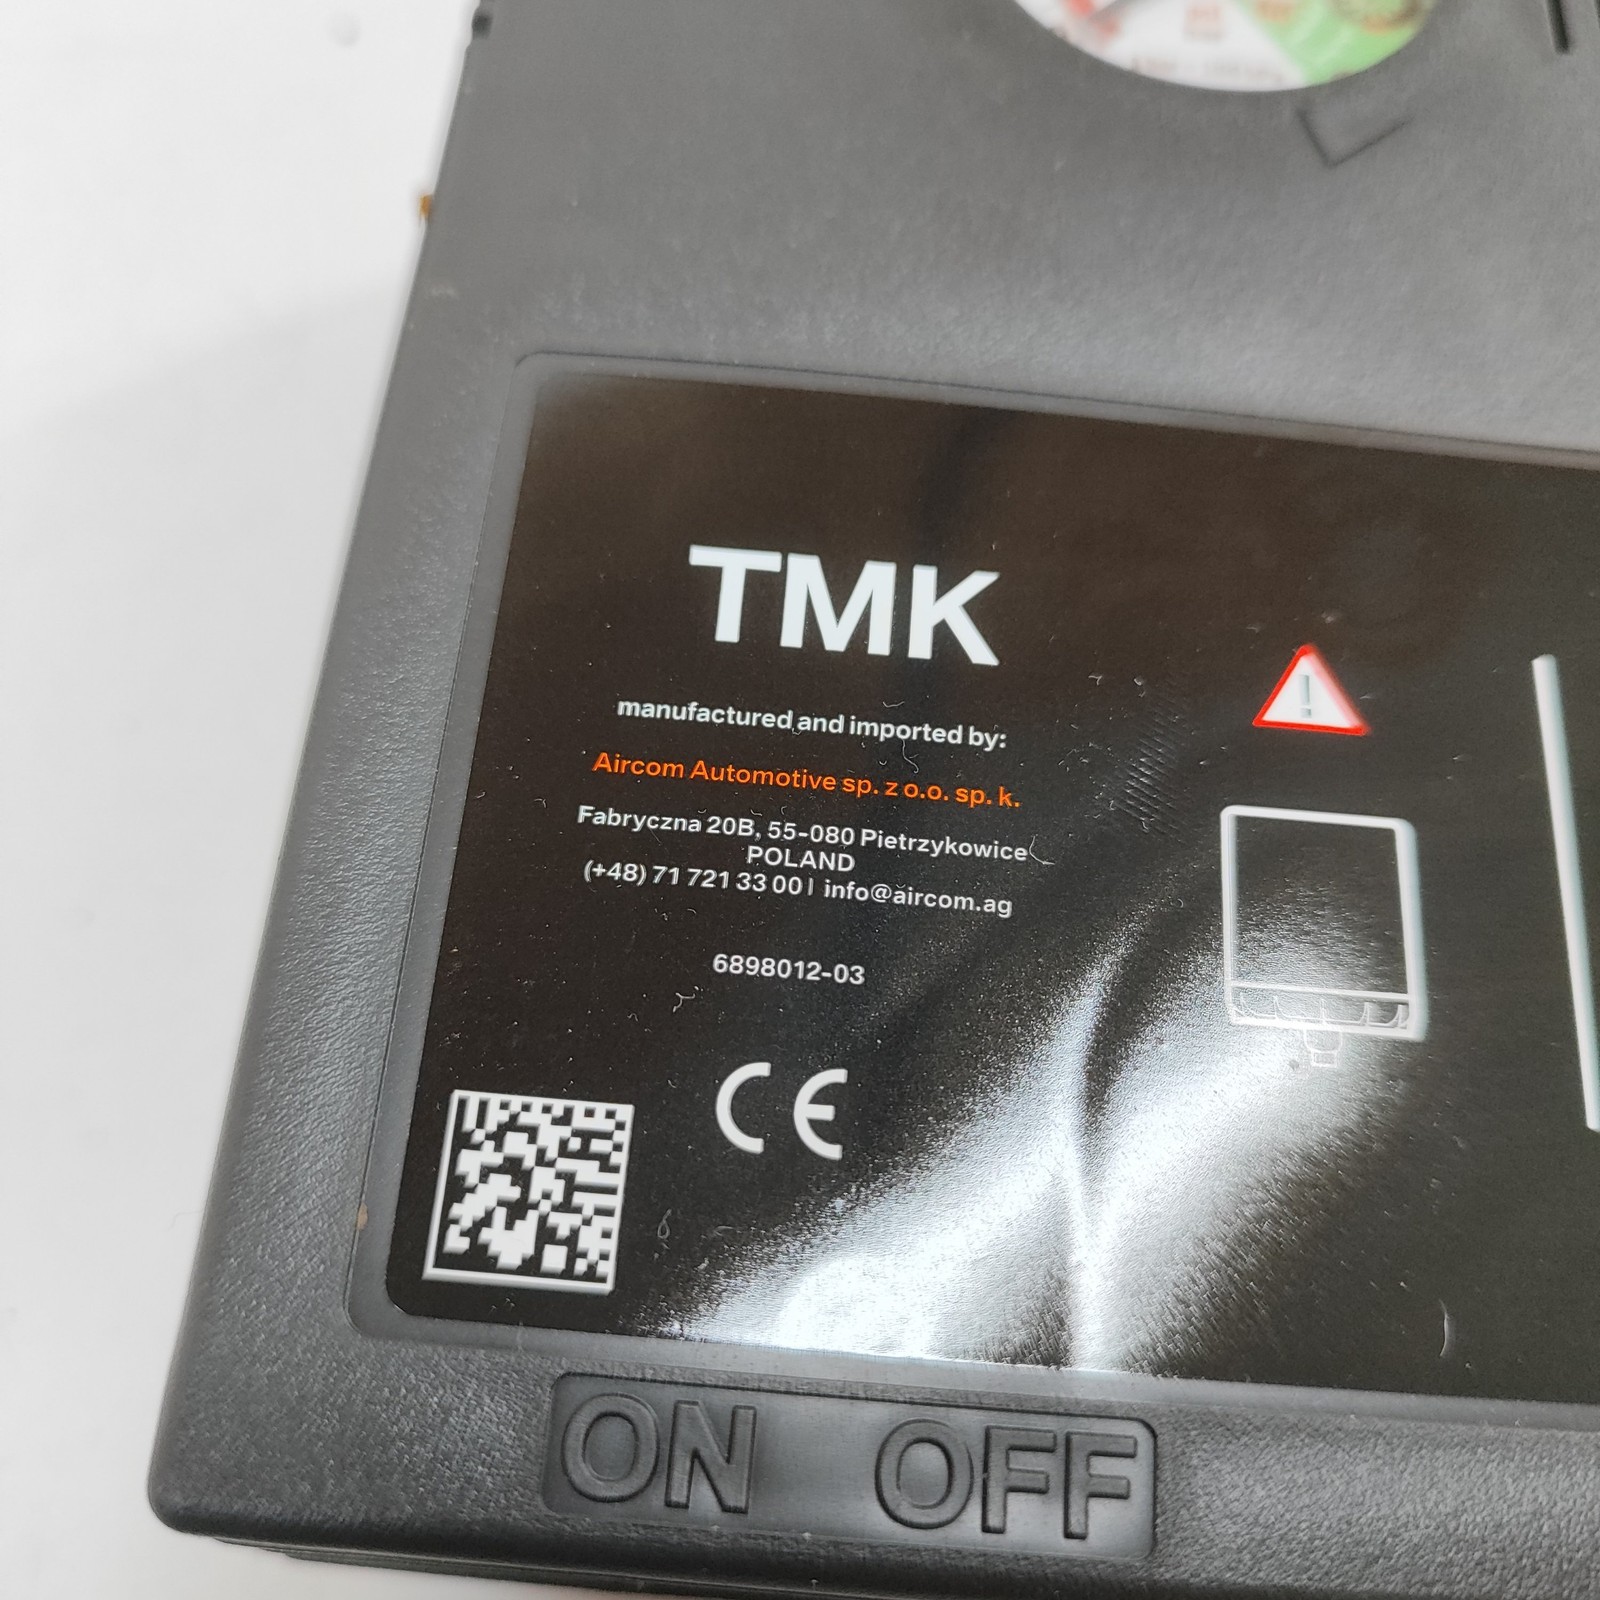 TMK
manufactured and imported by:
Aircom Automotive sp. z o.o. sp. k.
Fabryczna 20B, 55-080 Pietrzykowice
POLAND
(+48) 71 721 33 00 | info@aircom.ag
6898012-03
CE
ON OFF